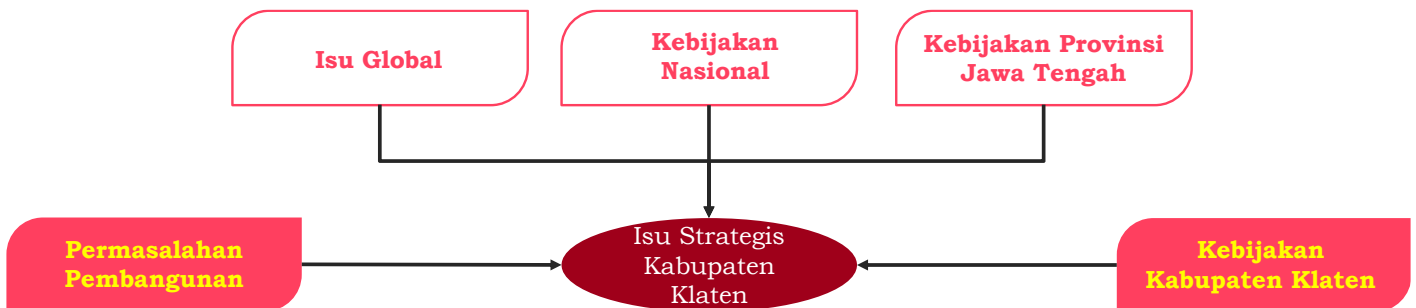 Isu Global
Kebijakan
Nasional
Kebijakan Provinsi
Jawa Tengah
Permasalahan
Pembangunan
Isu Strategis
Kabupaten
Klaten
Kebijakan
Kabupaten Klaten